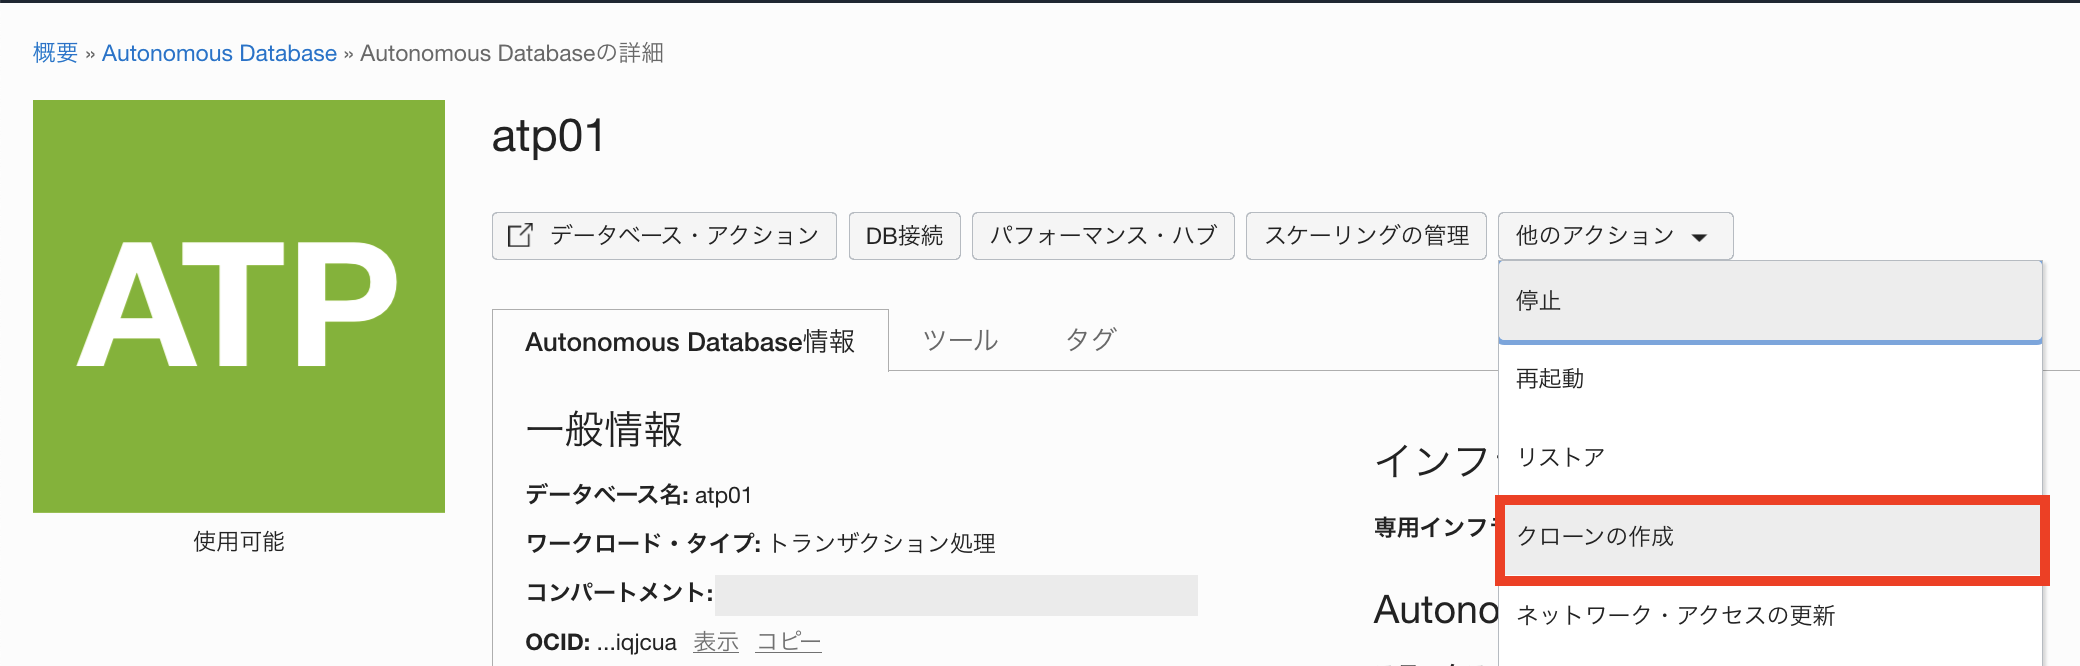 概要 » Autonomous Database » Autonomous Databaseの詳細
ATP
使用可能
atp01
データベース・アクション
DB接続
パフォーマンス・ハブ
スケーリングの管理
他のアクション
停止
再起動
リストア
クローンの作成
ネットワーク・アクセスの更新
Autonomous Database情報
ツール
タグ
一般情報
データベース名: atp01
ワークロード・タイプ: トランザクション処理
コンパートメント:
OCID: ...iqjcua 表示 コピー
インフ
専用インフ
Autono